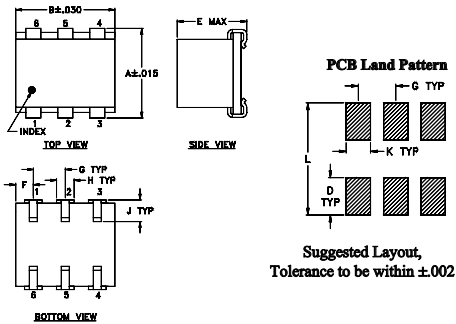 B±.030
6 5 4
A±.015
INDEX
1 2 3
TOP VIEW
E MAX
SIDE VIEW
PCB Land Pattern
G TYP
K TYP
L
D
TYP
Suggested Layout,
Tolerance to be within ±.002
G TYP
H TYP
F
1 2 3
J TYP
6 5 4
BOTTOM VIEW